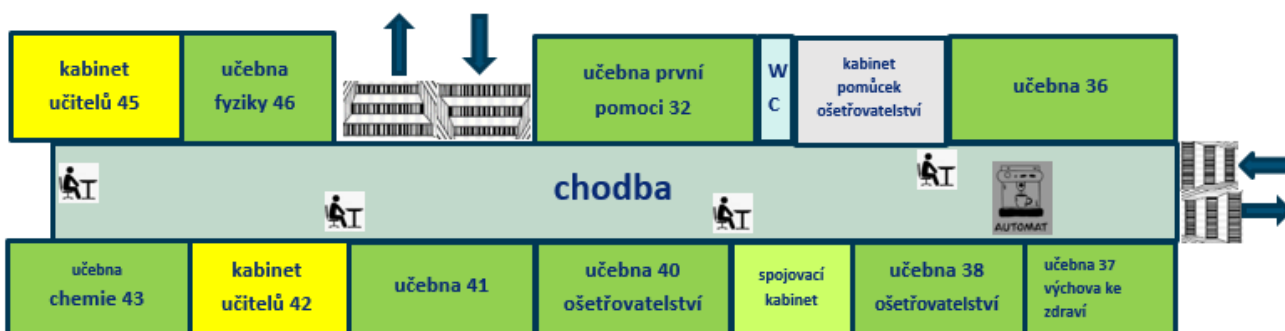 kabinet
učitelů 45
učebna
fyziky 46
učebna první
pomoci 32
W
C
kabinet
pomůcek
ošetřovatelství
učebna 36
chodba
AUTOMAT
učebna
chemie 43
kabinet
učitelů 42
učebna 41
učebna 40
ošetřovatelství
spojovací
kabinet
učebna 38
ošetřovatelství
učebna 37
výchova ke
zdraví